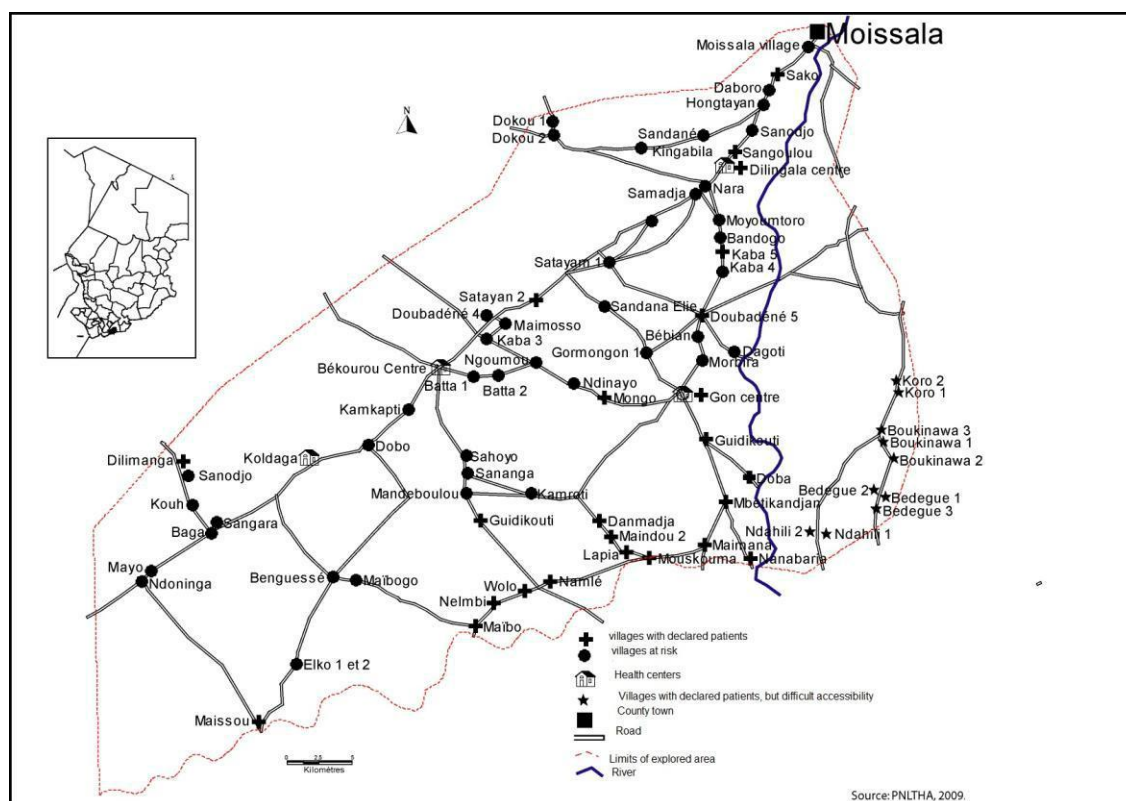 Moissala
Moissala village
Sako
Daboro
Hongtayan
Dokou 1
Dokou 2
Sandané
Sanodjo
Kingabila
Sangoulou
Dilingala centre
N
Nara
Samadja
Moyoumtoro
Bandogo
Kaba 5
Kaba 4
Satayam 1
Satayan 2
Sandana Elie
Doubadéné 4
Doubadéné 5
Maimosso
Kaba 3
Bébian
Gormongon 1
Dagoti
Ngoumou
Morbira
Békourou Centre
Batta 1
Batta 2
Ndinayo
Mongo
Gon centre
Koro 2
Koro 1
Kamkapti
Boukinawa 3
Boukinawa 1
Boukinawa 2
Guidikouti
Dobo
Koldaga
Sahoyo
Sananga
Dilimanga
Sanodjo
Doba
Bedegue 2
Bedegue 1
Bedegue 3
Mandeboulou
Kamroti
Mbétikandjan
Kouh
Sangara
Baga
Guidikouti
Danmadja
Maindou 2
Ndahili 2
Ndahili 1
Lapia
Mouskouma
Maimana
Nanabaria
Mayo
Ndoninga
Benguessé
Maïbogo
Wolo
Namlé
Nelmbi
Maïbo
Elko 1 et 2
Maissou
villages with declared patients
villages at risk
Health centers
Villages with declared patients, but difficult accessibility
County town
Road
Limits of explored area
River
0 2.5 5
Kilomètres
Source: PNLTHA, 2009.